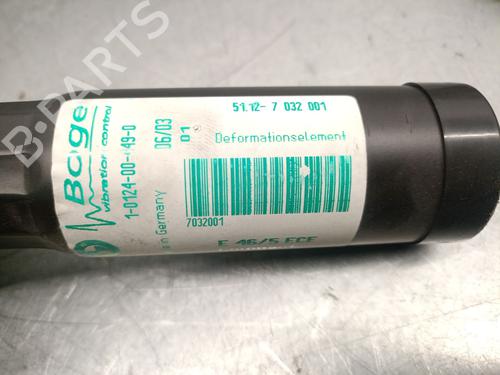 Boge
vibration control
1-0124-00-449-0
06/03
in Germany
51.12-7 032 001
01
Deformationselement
7032001
E 46/5 ECE
B-PARTS